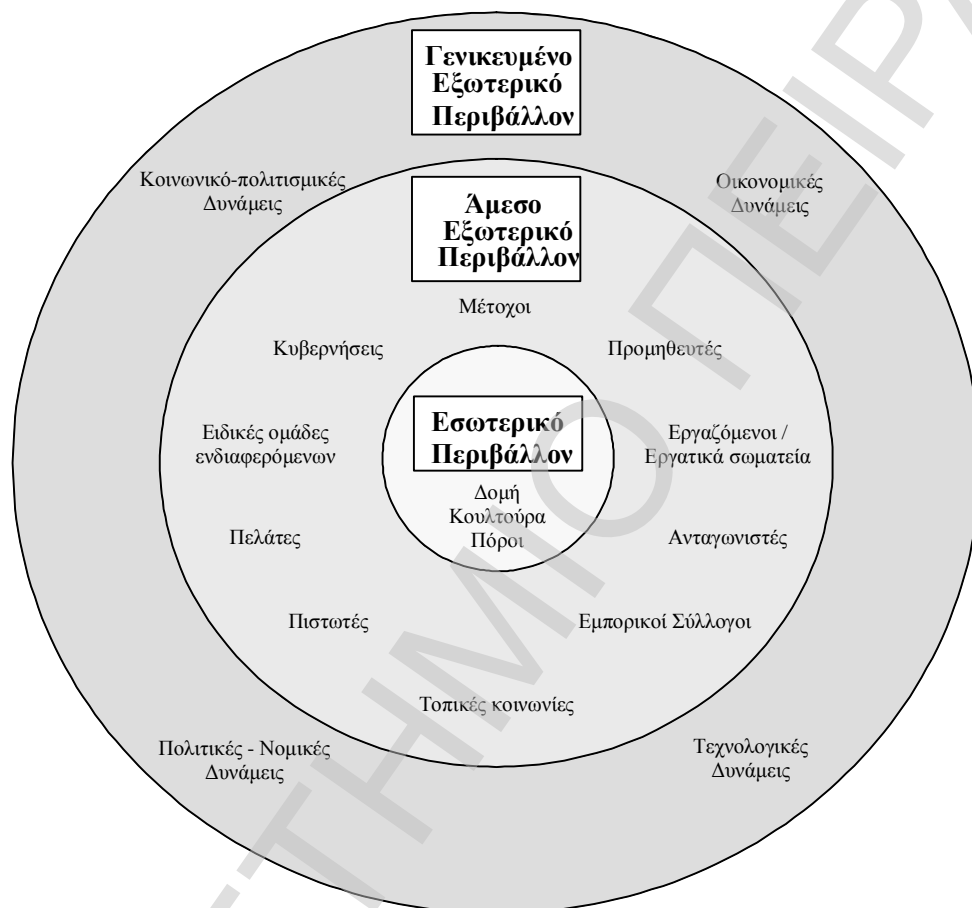 Γενικευμένο
Εξωτερικό
Περιβάλλον
Κοινωνικό-πολιτισμικές
Δυνάμεις
Οικονομικές
Δυνάμεις
Άμεσο
Εξωτερικό
Περιβάλλον
Μέτοχοι
Κυβερνήσεις
Προμηθευτές
Εσωτερικό
Περιβάλλον
Ειδικές ομάδες
ενδιαφερόμενων
Εργαζόμενοι /
Εργατικά σωματεία
Δομή
Κουλτούρα
Πόροι
Πελάτες
Ανταγωνιστές
Πιστωτές
Εμπορικοί Σύλλογοι
Τοπικές κοινωνίες
Πολιτικές - Νομικές
Δυνάμεις
Τεχνολογικές
Δυνάμεις